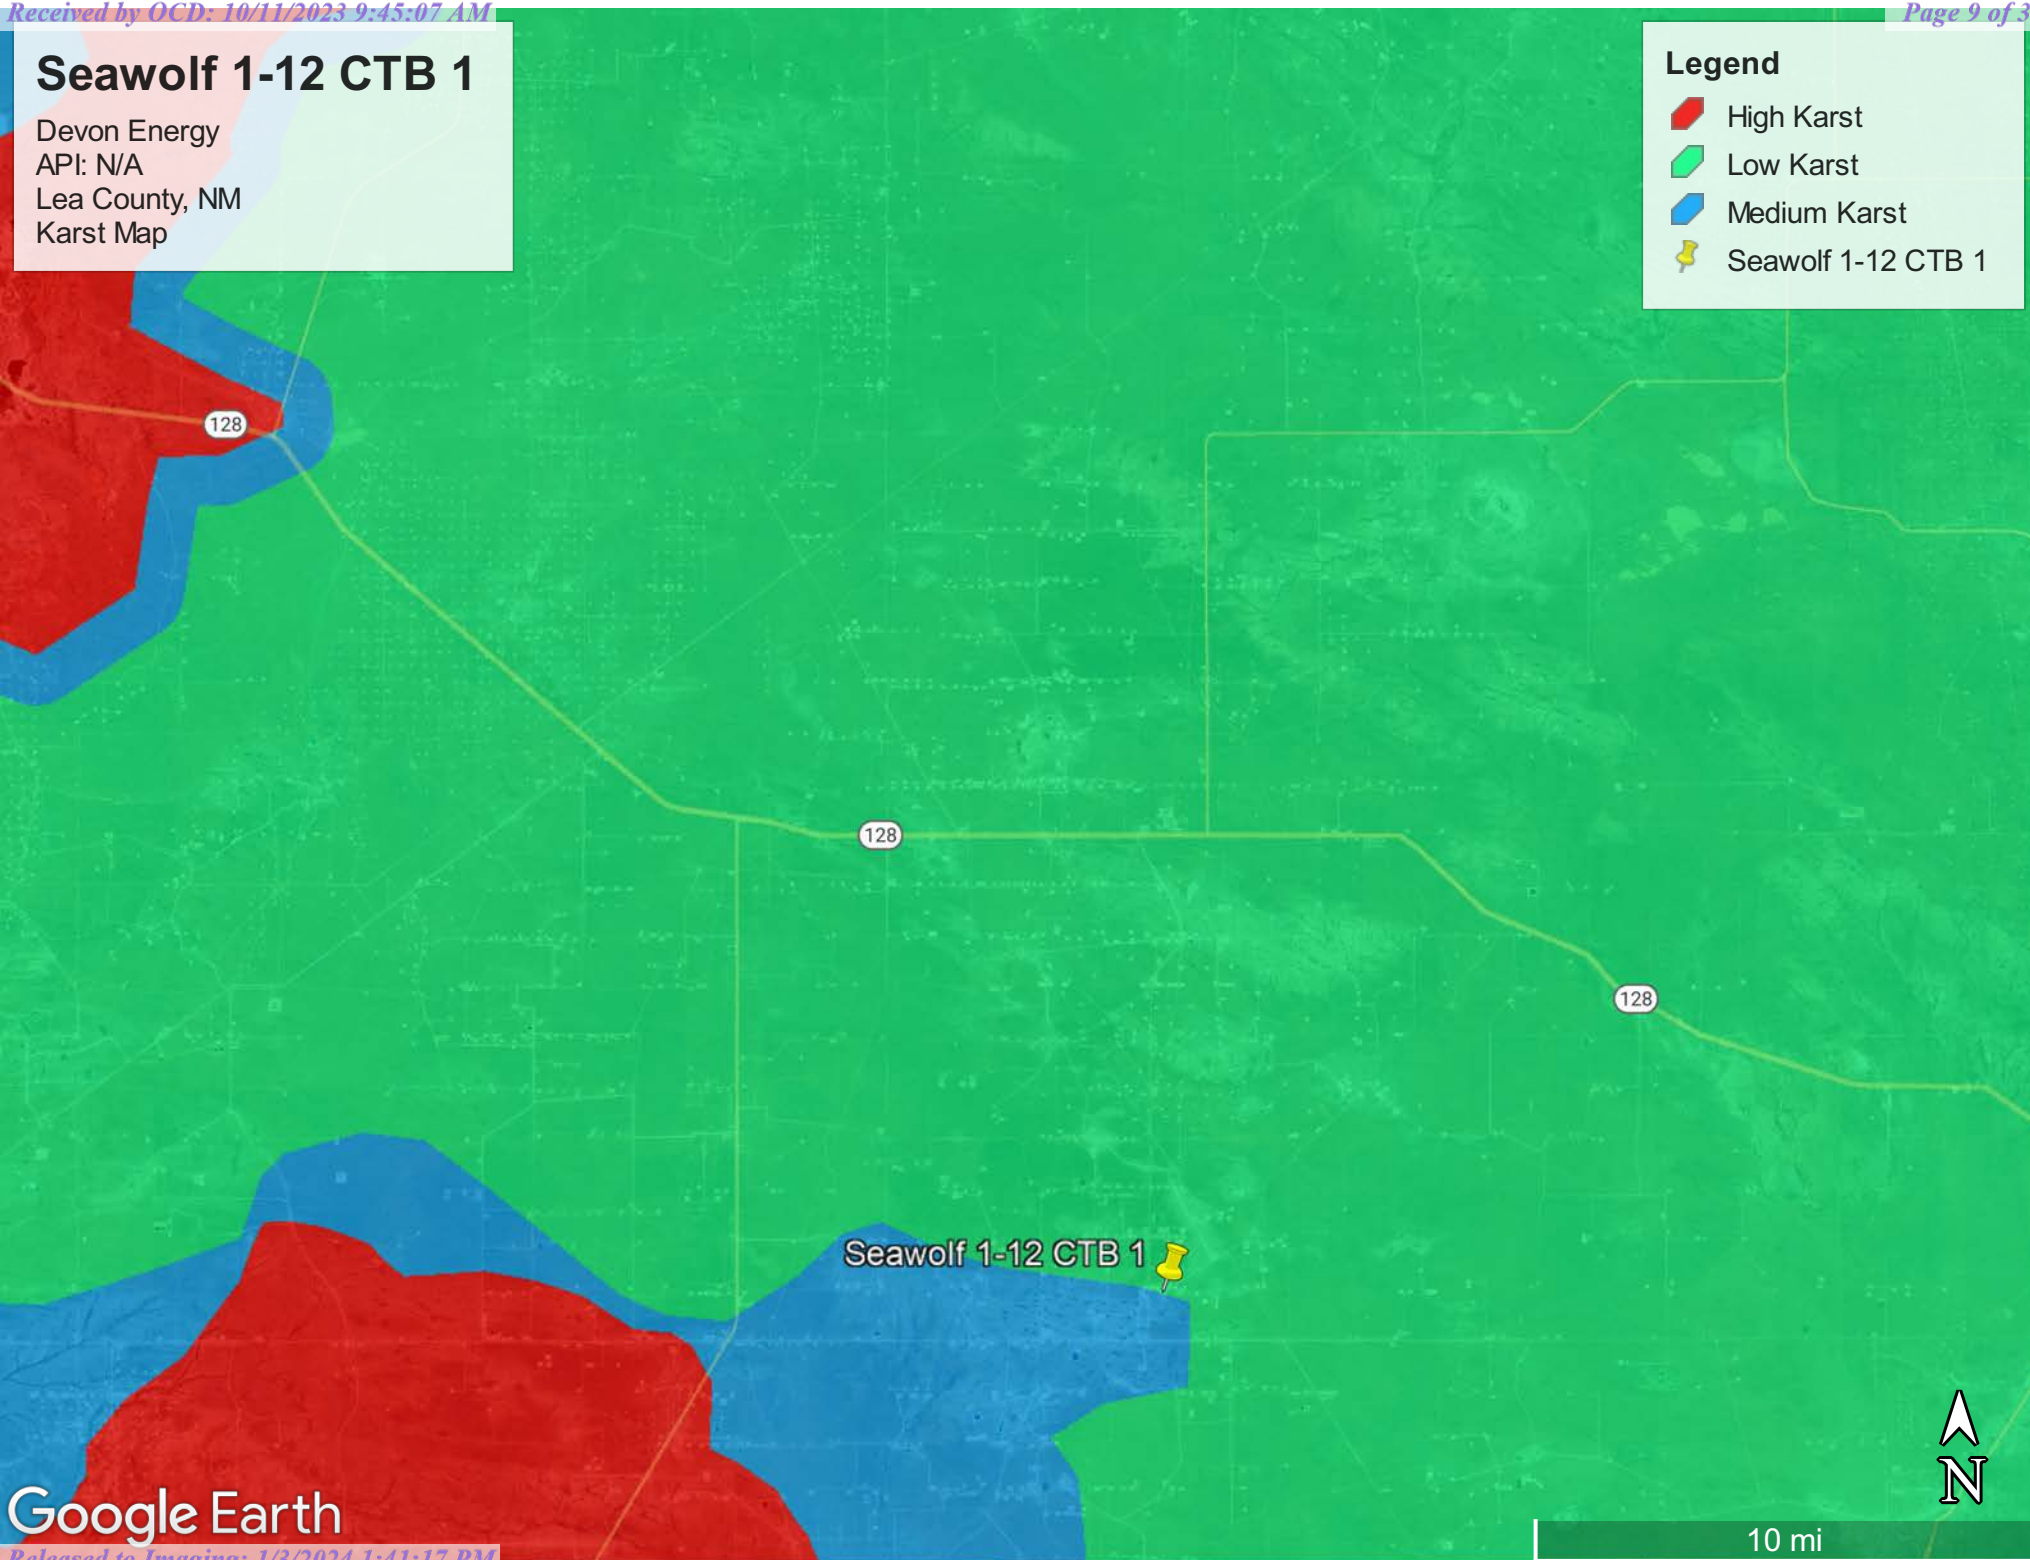 Received by OCD: 10/11/2023 9:45:07 AM
Page 9 of 3
Seawolf 1-12 CTB 1
Devon Energy
API: N/A
Lea County, NM
Karst Map
Legend
High Karst
Low Karst
Medium Karst
Seawolf 1-12 CTB 1
128
128
128
Seawolf 1-12 CTB 1
N
Google Earth
10 mi
Released to Imaging: 1/3/2024 1:41:17 PM